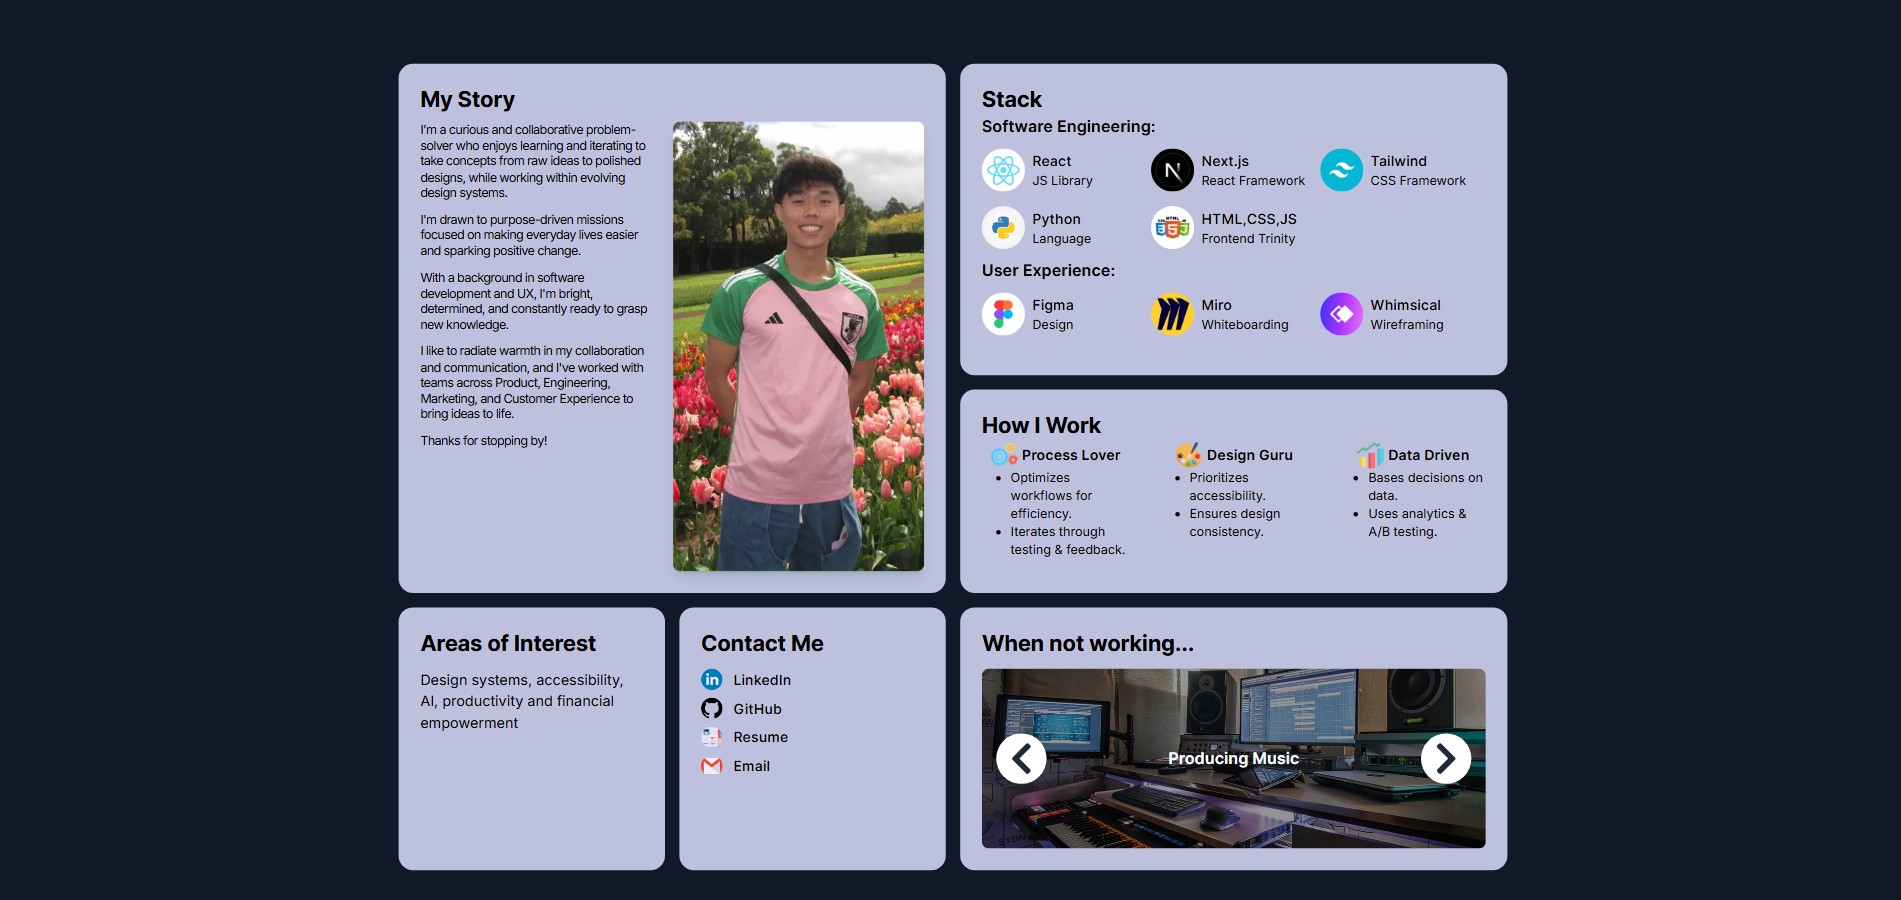 My Story
I'm a curious and collaborative problem-
solver who enjoys learning and iterating to
take concepts from raw ideas to polished
designs, while working within evolving
design systems.
I'm drawn to purpose-driven missions
focused on making everyday lives easier
and sparking positive change.
With a background in software
development and UX, I'm bright,
determined, and constantly ready to grasp
new knowledge.
I like to radiate warmth in my collaboration
and communication, and I've worked with
teams across Product, Engineering,
Marketing, and Customer Experience to
bring ideas to life.
Thanks for stopping by!
Stack
Software Engineering:
React
JS Library
N
Next.js
React Framework
Tailwind
CSS Framework
Python
Language
HTML,CSS,JS
Frontend Trinity
User Experience:
Figma
Design
Miro
Whiteboarding
Whimsical
Wireframing
How I Work
Process Lover
Optimizes
workflows for
efficiency.
Iterates through
testing & feedback.
Design Guru
Prioritizes
accessibility.
Ensures design
consistency.
Data Driven
Bases decisions on
data.
Uses analytics &
A/B testing.
Areas of Interest
Design systems, accessibility,
AI, productivity and financial
empowerment
Contact Me
in
LinkedIn
GitHub
Resume
Email
When not working...
Producing Music